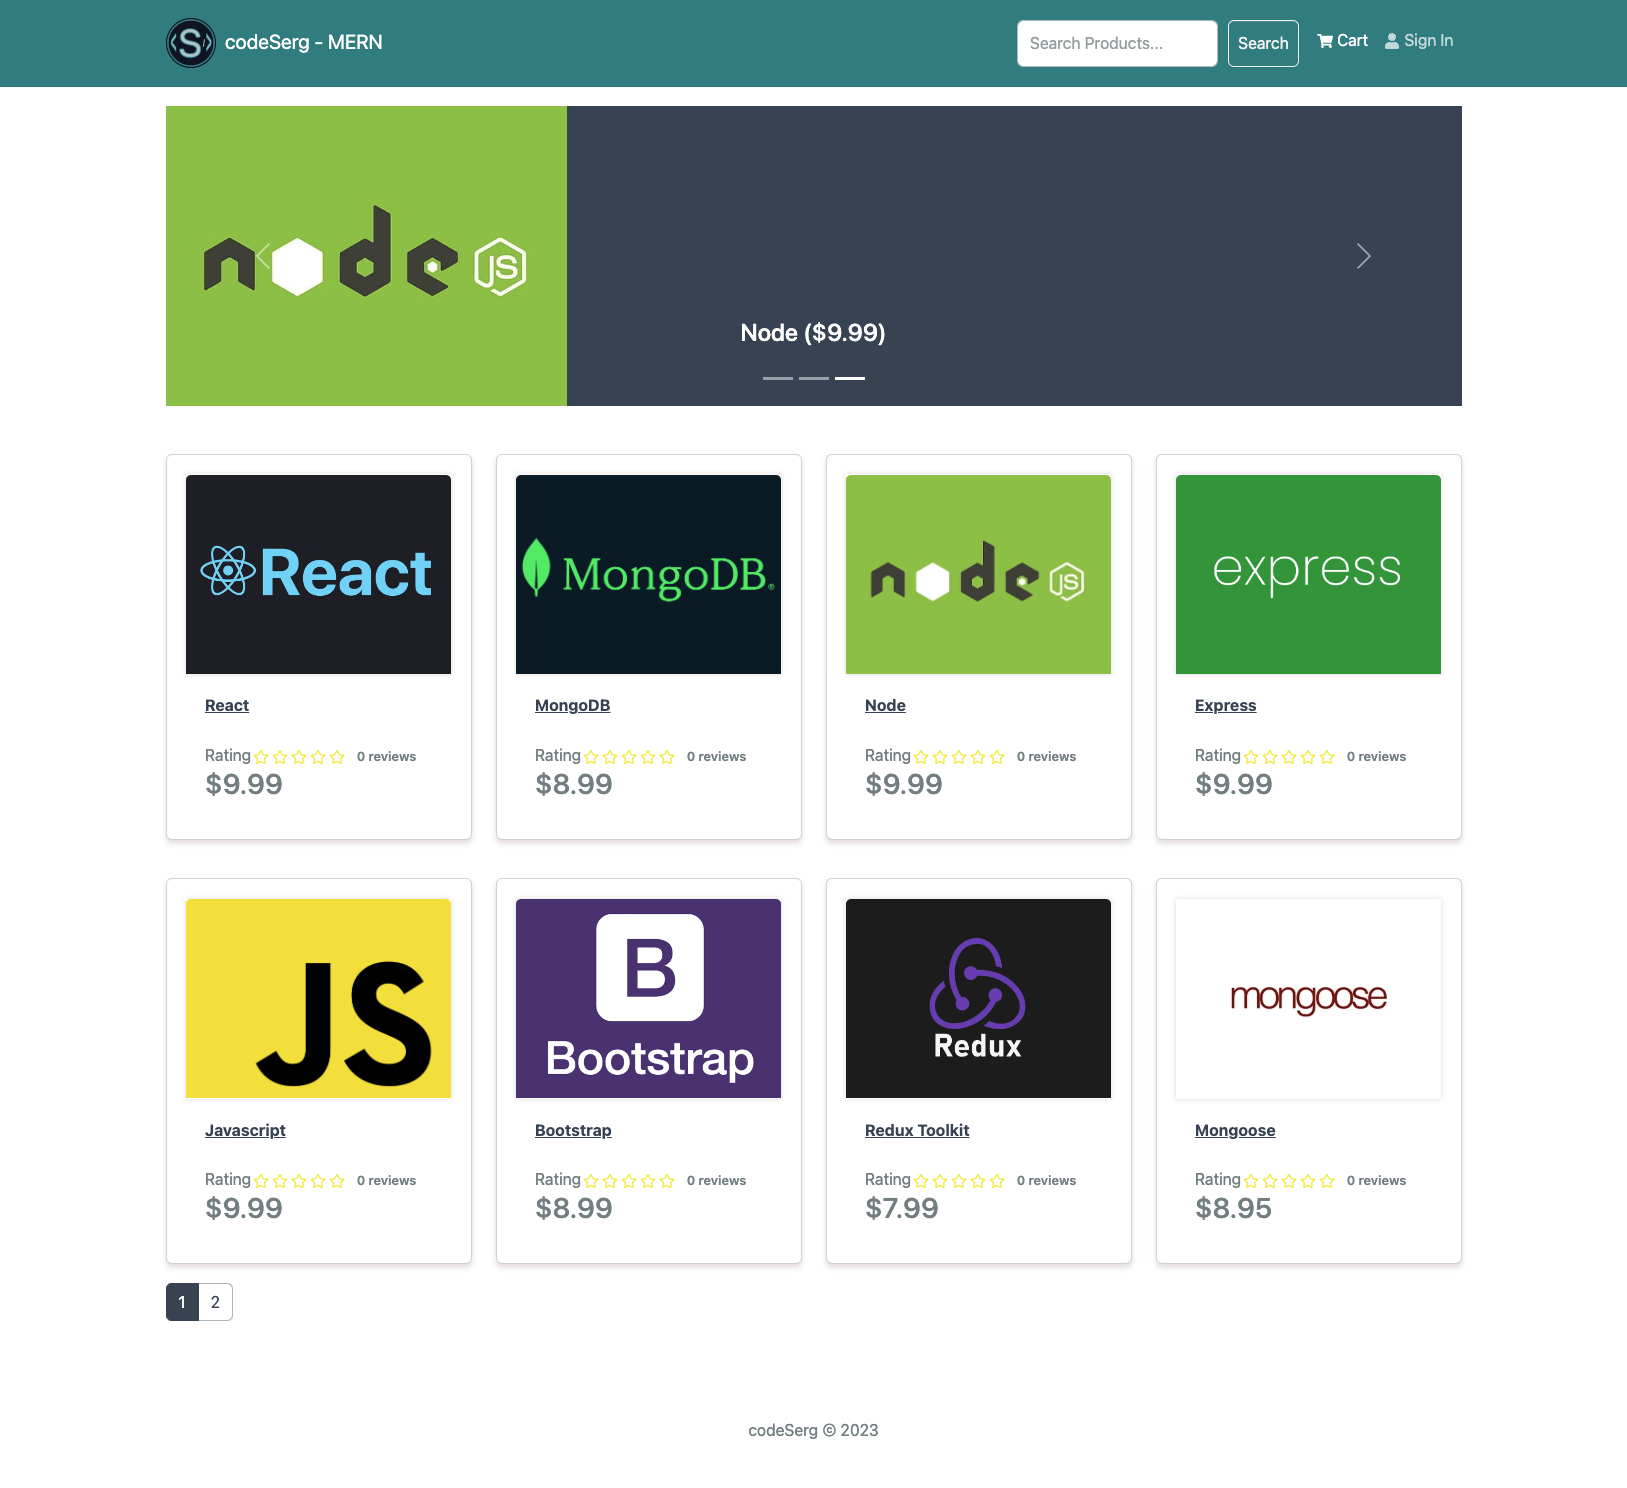 S codeSerg - MERN
Search Products...
Search
Cart
Sign In
node JS
Node ($9.99)
React
MongoDB®
node JS
express
React
MongoDB
Node
Express
Rating 0 reviews
Rating 0 reviews
Rating 0 reviews
Rating 0 reviews
$9.99
$8.99
$9.99
$9.99
JS
B
Bootstrap
Redux
mongoose
Javascript
Bootstrap
Redux Toolkit
Mongoose
Rating 0 reviews
Rating 0 reviews
Rating 0 reviews
Rating 0 reviews
$9.99
$8.99
$7.99
$8.95
1 2
codeSerg © 2023